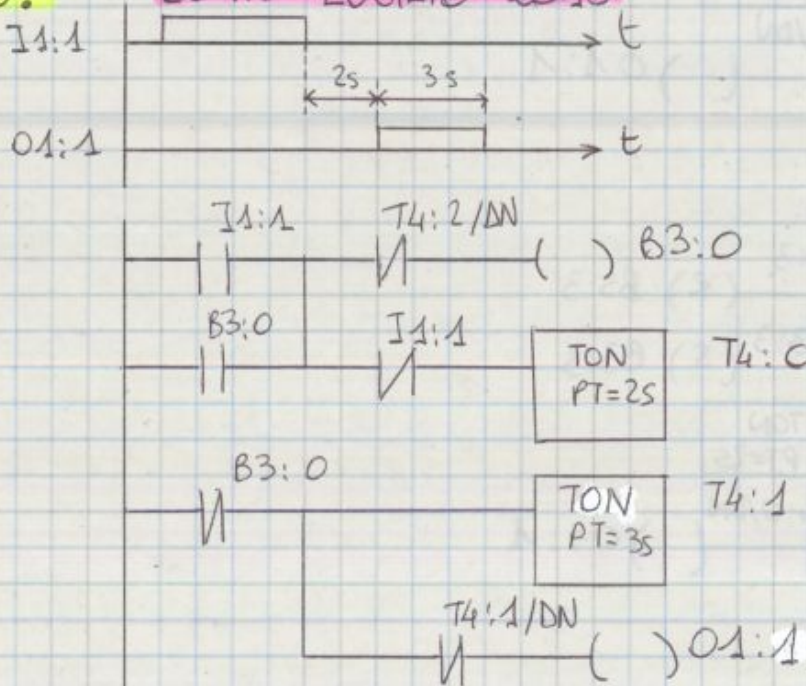 I1:1
t
2s 3s
O1:1
t
I1:1 T4:2/DN
( ) B3:0
B3:0 I1:1
TON
PT=2s
T4:0
B3:0
TON
PT=3s
T4:1
T4:1/DN
( ) O1:1